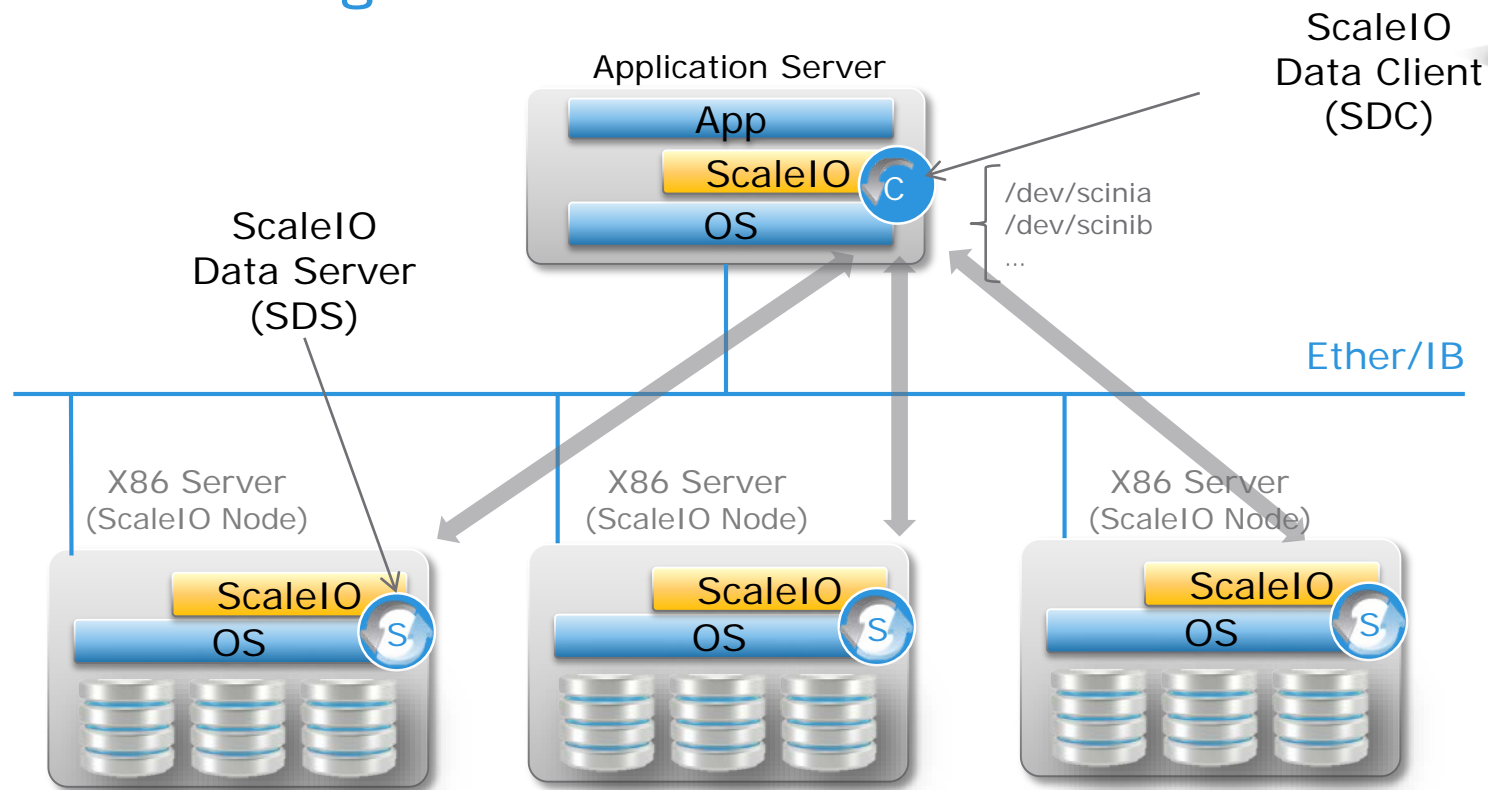 g
ScaleIO
Data Client
(SDC)
Application Server
App
ScaleIO
C
OS
/dev/scinia
/dev/scinib
...
ScaleIO
Data Server
(SDS)
Ether/IB
X86 Server
(ScaleIO Node)
X86 Server
(ScaleIO Node)
X86 Server
(ScaleIO Node)
ScaleIO
OS
S
ScaleIO
OS
S
ScaleIO
OS
S